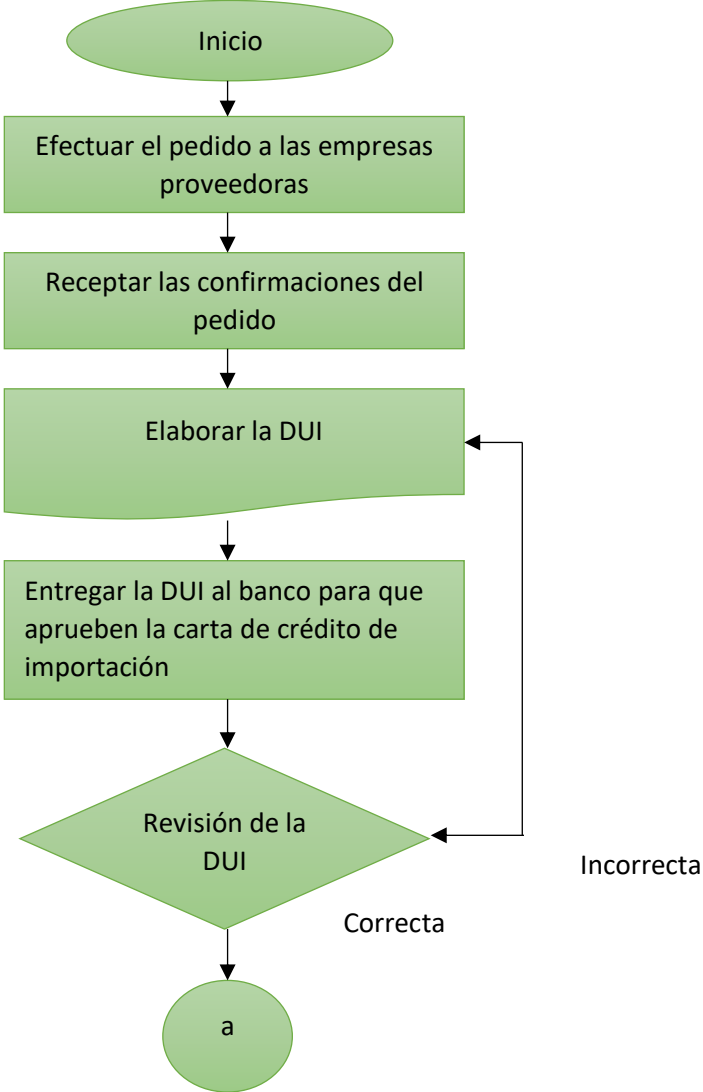 Inicio
Efectuar el pedido a las empresas
proveedoras
Receptar las confirmaciones del
pedido
Elaborar la DUI
Entregar la DUI al banco para que
aprueben la carta de crédito de
importación
Revisión de la
DUI
Incorrecta
Correcta
a